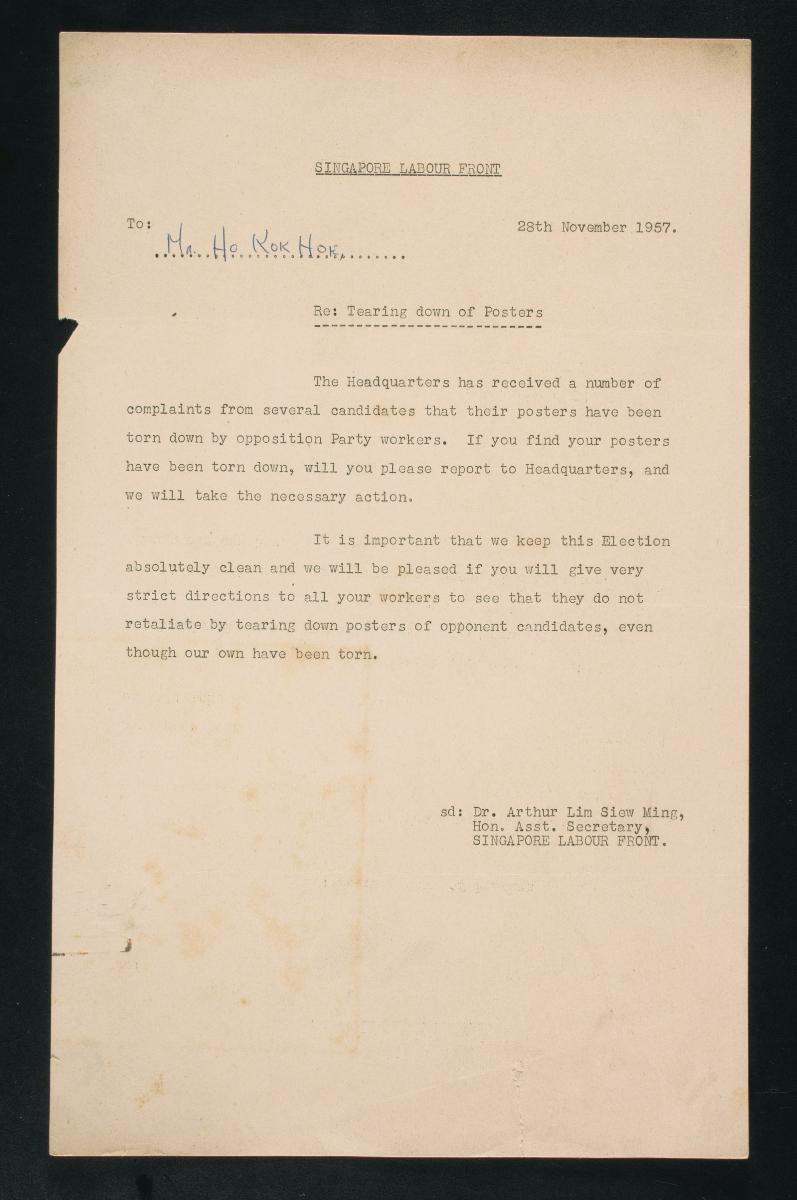 SINGAPORE LABOUR FRONT
To:
28th November 1957.
Mr. Ho Kok Hok,
Re: Tearing down of Posters
The Headquarters has received a number of
complaints from several candidates that their posters have been
torn down by opposition Party workers. If you find your posters
have been torn down, will you please report to Headquarters, and
we will take the necessary action.
It is important that we keep this Election
absolutely clean and we will be pleased if you will give very
strict directions to all your workers to see that they do not
retaliate by tearing down posters of opponent candidates, even
though our own have been torn.
sd: Dr. Arthur Lim Siew Ming,
Hon. Asst. Secretary,
SINGAPORE LABOUR FRONT.